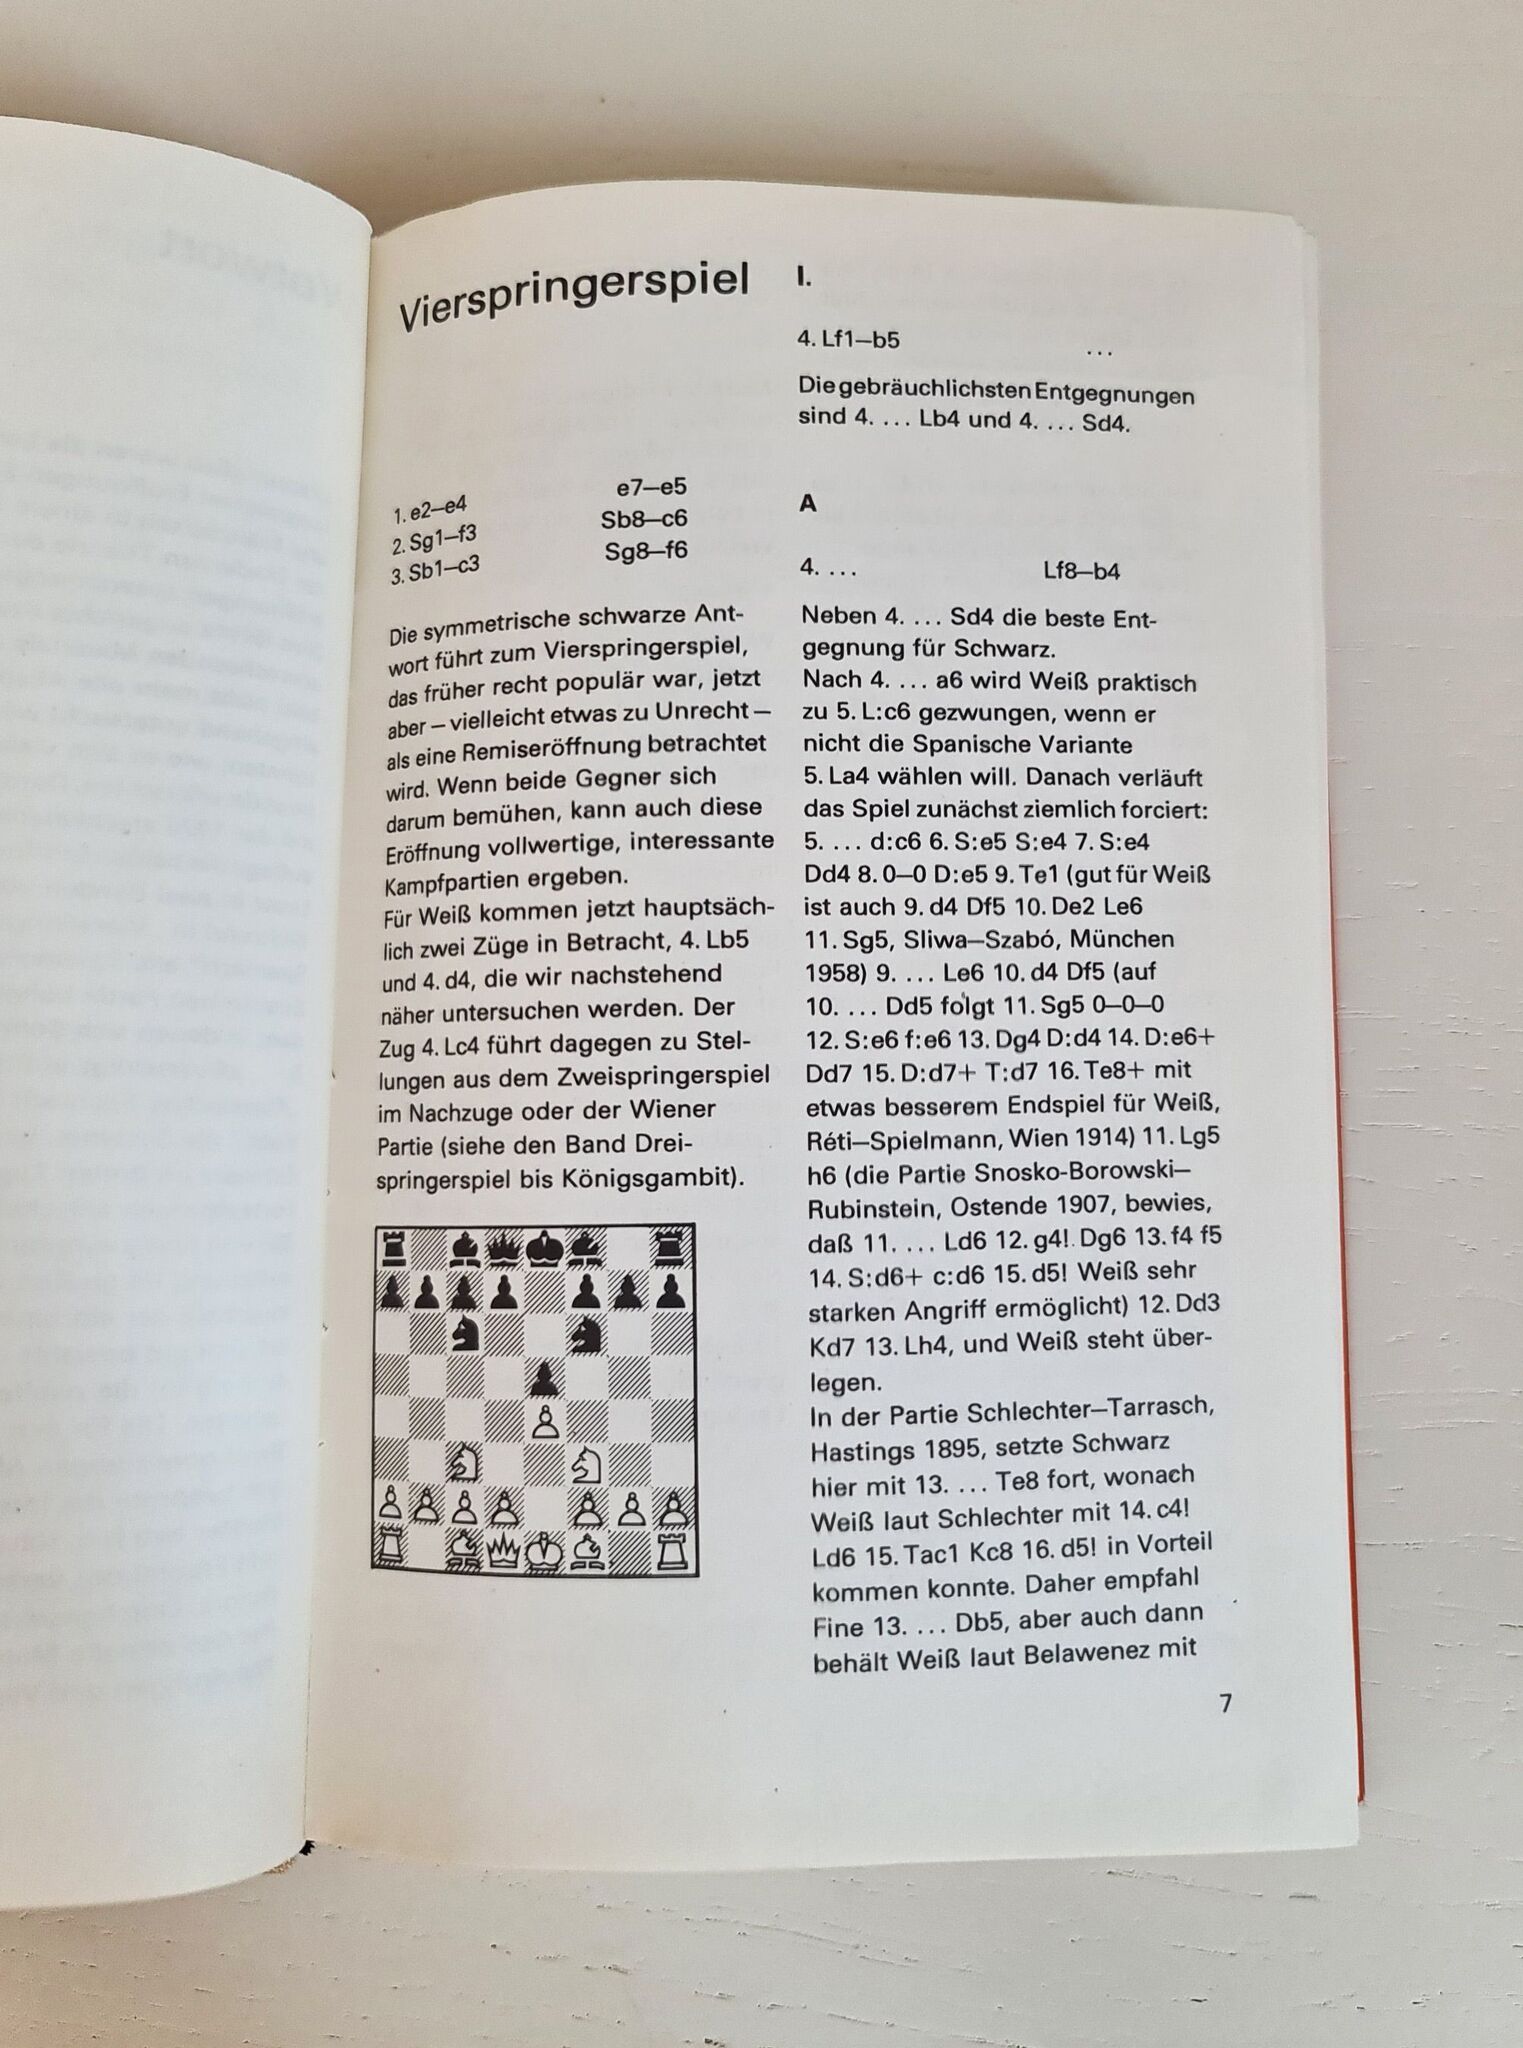 Vierspringerspiel
1. e2–e4 e7–e5
2. Sg1–f3 Sb8–c6
3. Sb1–c3 Sg8–f6
Die symmetrische schwarze Ant-
wort führt zum Vierspringerspiel,
das früher recht populär war, jetzt
aber – vielleicht etwas zu Unrecht –
als eine Remiseröffnung betrachtet
wird. Wenn beide Gegner sich
darum bemühen, kann auch diese
Eröffnung vollwertige, interessante
Kampfpartien ergeben.
Für Weiß kommen jetzt hauptsäch-
lich zwei Züge in Betracht, 4. Lb5
und 4. d4, die wir nachstehend
näher untersuchen werden. Der
Zug 4. Lc4 führt dagegen zu Stel-
lungen aus dem Zweispringerspiel
im Nachzuge oder der Wiener
Partie (siehe den Band Drei-
springerspiel bis Königsgambit).
I.
4. Lf1–b5 ...
Die gebräuchlichsten Entgegnungen
sind 4. ... Lb4 und 4. ... Sd4.
A
4. ... Lf8–b4
Neben 4. ... Sd4 die beste Ent-
gegnung für Schwarz.
Nach 4. ... a6 wird Weiß praktisch
zu 5. L:c6 gezwungen, wenn er
nicht die Spanische Variante
5. La4 wählen will. Danach verläuft
das Spiel zunächst ziemlich forciert:
5. ... d:c6 6. S:e5 S:e4 7. S:e4
Dd4 8. 0–0 D:e5 9. Te1 (gut für Weiß
ist auch 9. d4 Df5 10. De2 Le6
11. Sg5, Sliwa–Szabó, München
1958) 9. ... Le6 10. d4 Df5 (auf
10. ... Dd5 folgt 11. Sg5 0–0–0
12. S:e6 f:e6 13. Dg4 D:d4 14. D:e6+
Dd7 15. D:d7+ T:d7 16. Te8+ mit
etwas besserem Endspiel für Weiß,
Réti–Spielmann, Wien 1914) 11. Lg5
h6 (die Partie Snosko-Borowski–
Rubinstein, Ostende 1907, bewies,
daß 11. ... Ld6 12. g4! Dg6 13. f4 f5
14. S:d6+ c:d6 15. d5! Weiß sehr
starken Angriff ermöglicht) 12. Dd3
Kd7 13. Lh4, und Weiß steht über-
legen.
In der Partie Schlechter–Tarrasch,
Hastings 1895, setzte Schwarz
hier mit 13. ... Te8 fort, wonach
Weiß laut Schlechter mit 14. c4!
Ld6 15. Tac1 Kc8 16. d5! in Vorteil
kommen konnte. Daher empfahl
Fine 13. ... Db5, aber auch dann
behält Weiß laut Belawenez mit
7